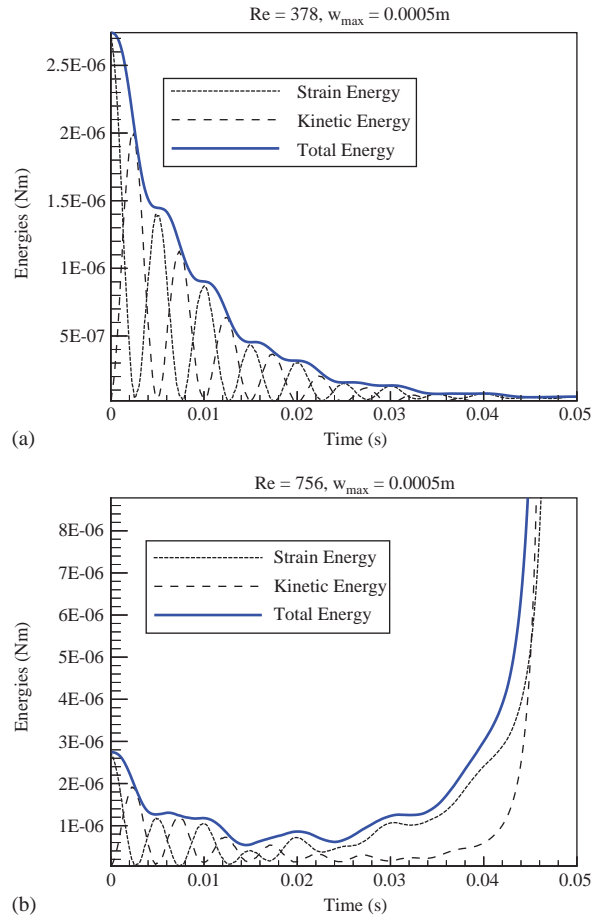 Re = 378, wmax = 0.0005m
2.5E-06
2E-06
1.5E-06
1E-06
5E-07
Energies (Nm)
Strain Energy
Kinetic Energy
Total Energy
0 0.01 0.02 0.03 0.04 0.05
(a)
Time (s)
Re = 756, wmax = 0.0005m
8E-06
7E-06
6E-06
5E-06
4E-06
3E-06
2E-06
1E-06
Energies (Nm)
Strain Energy
Kinetic Energy
Total Energy
0 0.01 0.02 0.03 0.04 0.05
(b)
Time (s)